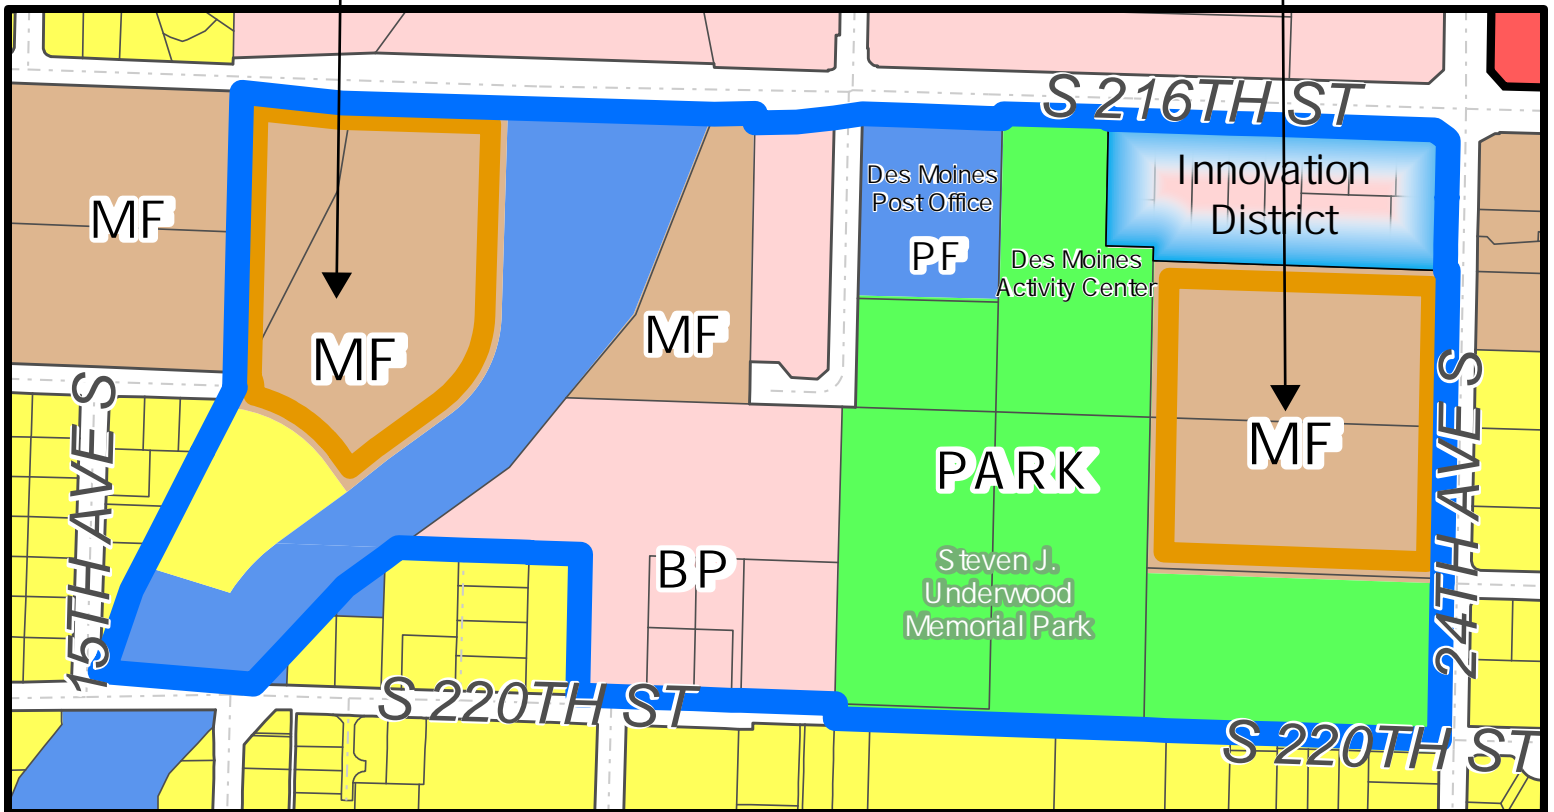 S 216TH ST
Innovation
District
Des Moines
Post Office
PF
Des Moines
Activity Center
MF
MF
MF
MF
PARK
BP
Steven J.
Underwood
Memorial Park
15TH AVE S
24TH AVE S
S 220TH ST
S 220TH ST